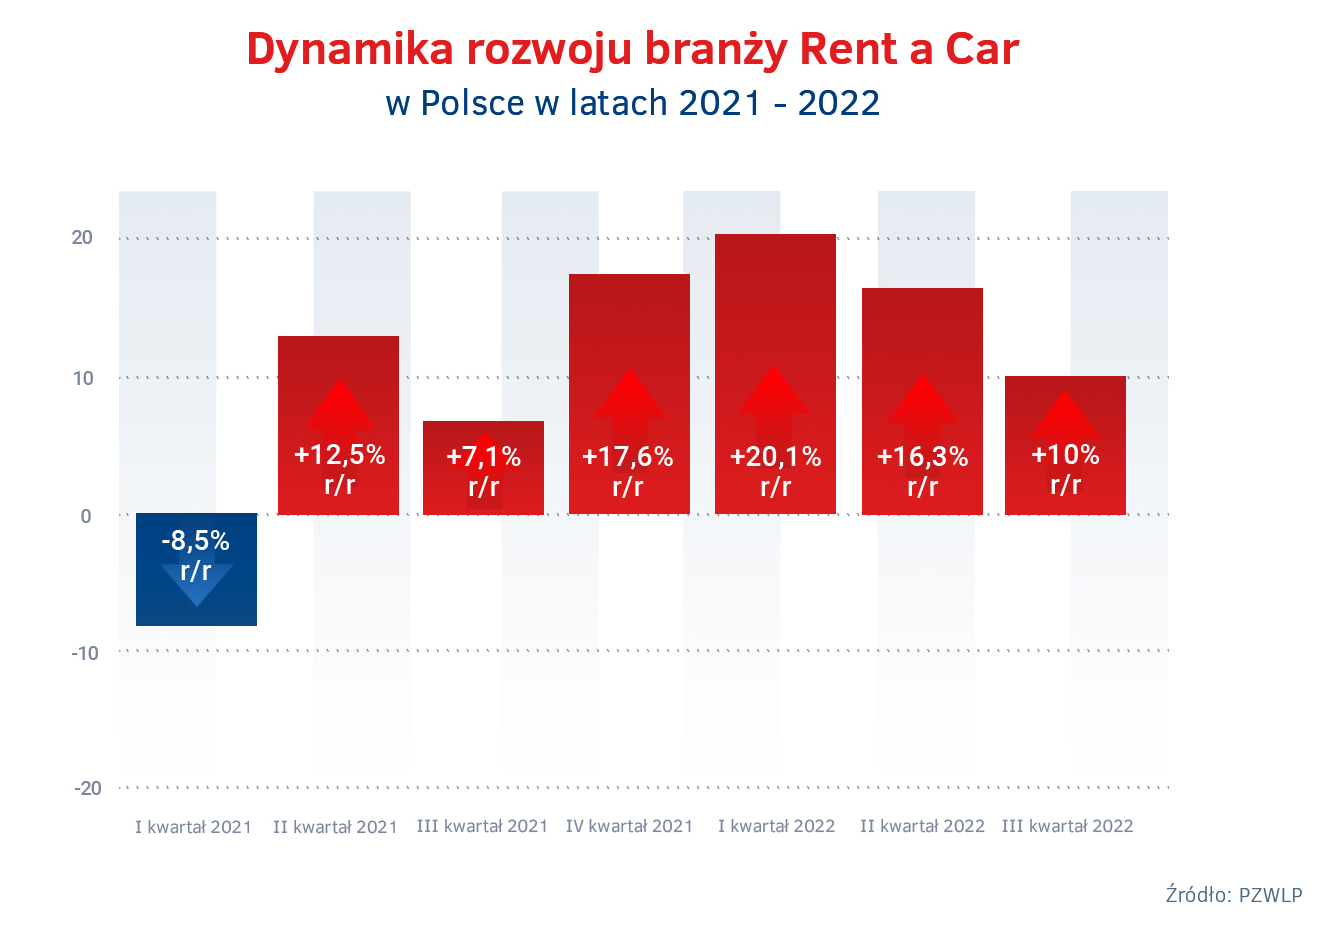 Dynamika rozwoju branży Rent a Car
w Polsce w latach 2021 - 2022
20
10
0
-10
-20
-8,5%
r/r
+12,5%
r/r
+7,1%
r/r
+17,6%
r/r
+20,1%
r/r
+16,3%
r/r
+10%
r/r
I kwartał 2021
II kwartał 2021
III kwartał 2021
IV kwartał 2021
I kwartał 2022
II kwartał 2022
III kwartał 2022
Źródło: PZWLP